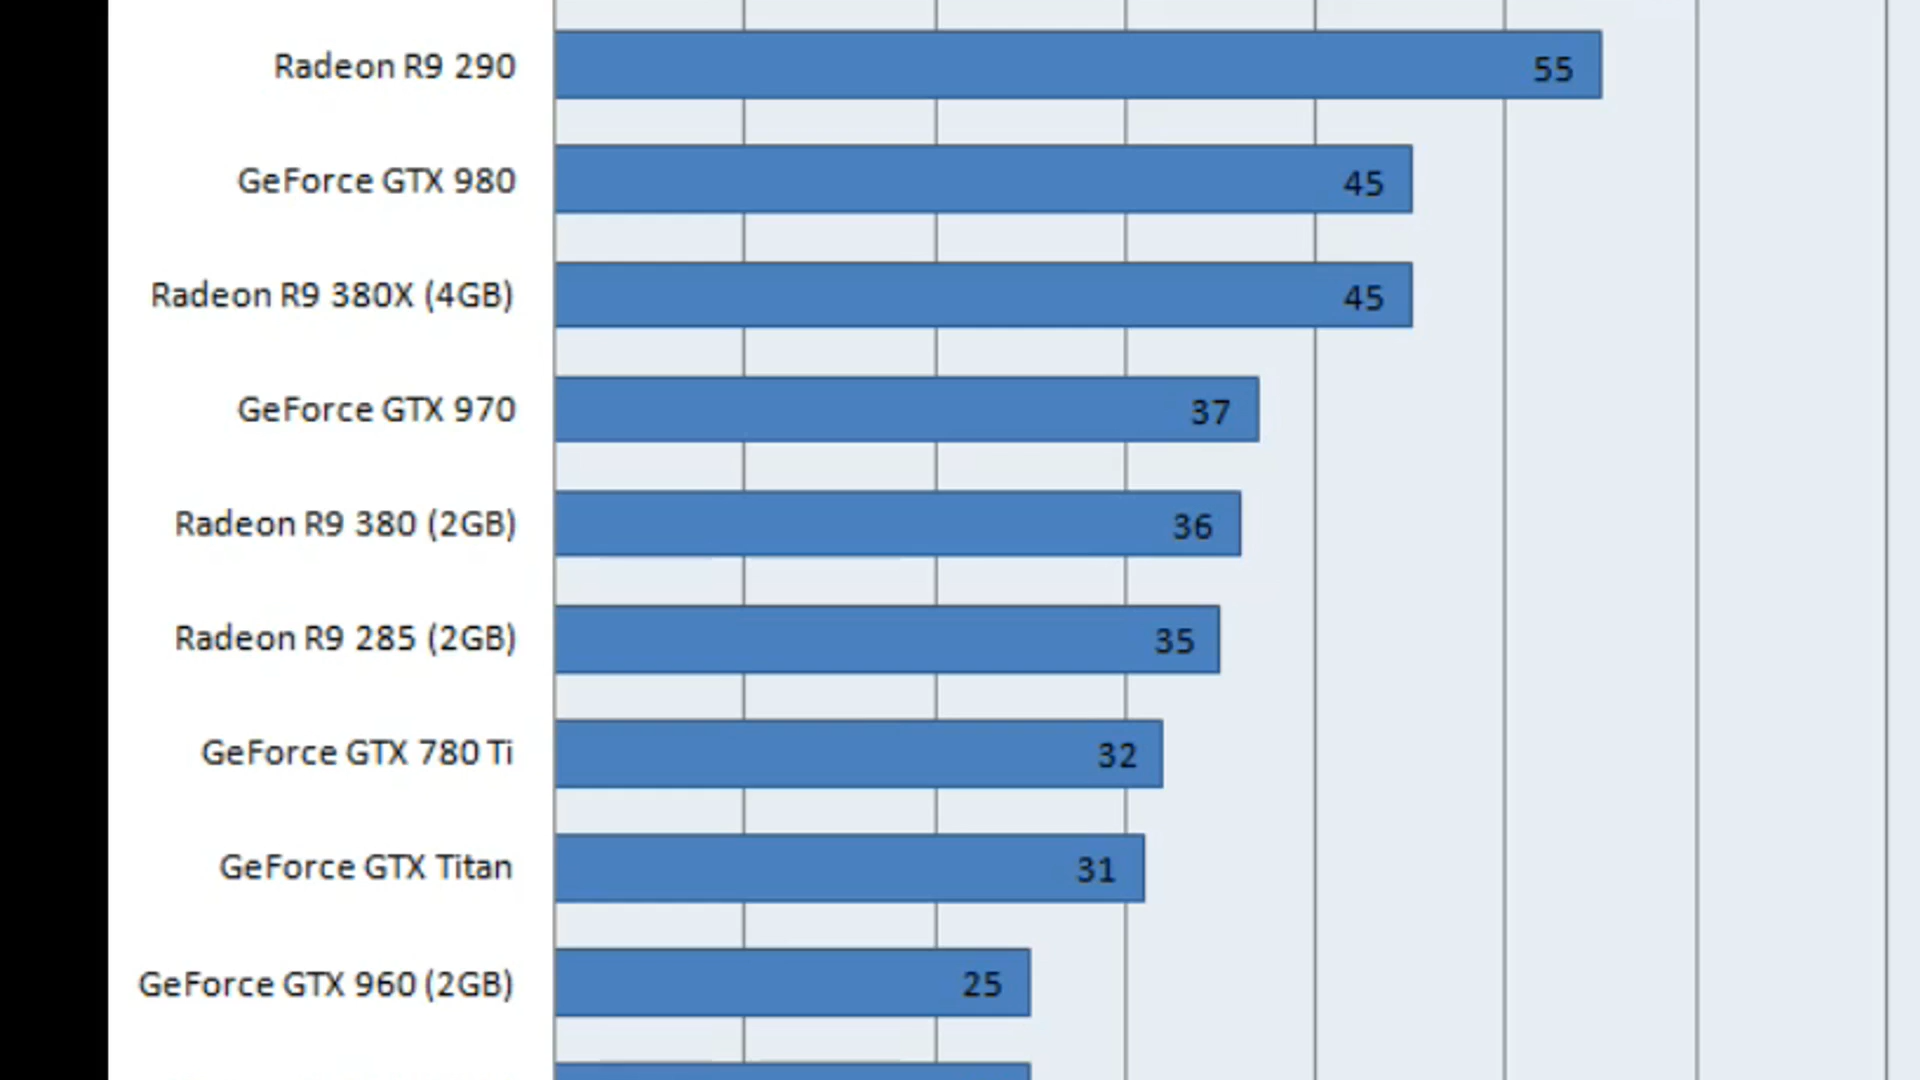 Radeon R9 290 55
GeForce GTX 980 45
Radeon R9 380X (4GB) 45
GeForce GTX 970 37
Radeon R9 380 (2GB) 36
Radeon R9 285 (2GB) 35
GeForce GTX 780 Ti 32
GeForce GTX Titan 31
GeForce GTX 960 (2GB) 25